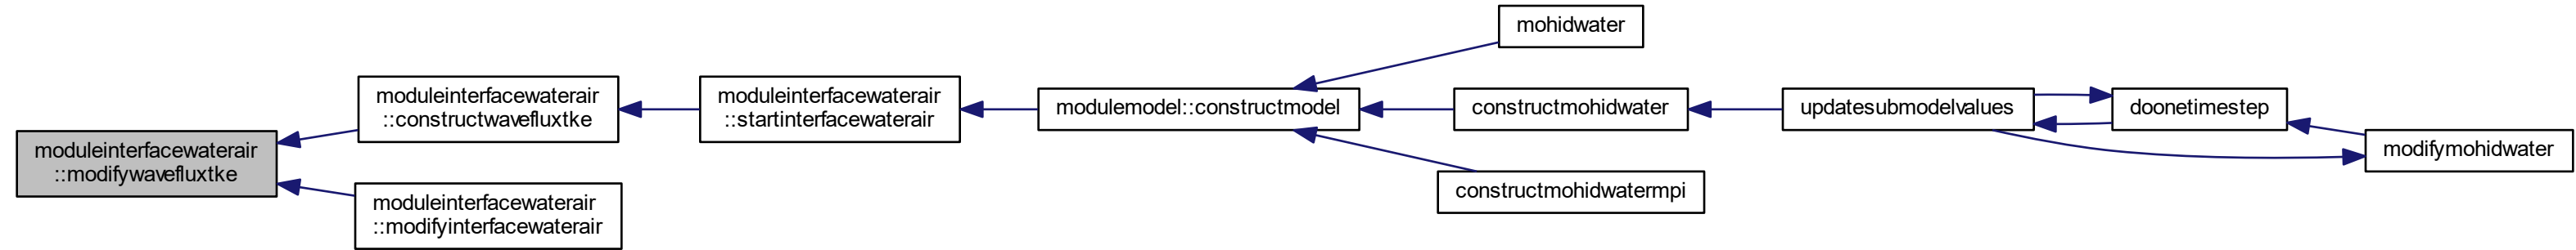 moduleinterfacewaterair
::modifywavefluxtke
moduleinterfacewaterair
::constructwavefluxtke
moduleinterfacewaterair
::modifyinterfacewaterair
moduleinterfacewaterair
::startinterfacewaterair
modulemodel::constructmodel
mohidwater
constructmohidwater
constructmohidwatermpi
updatesubmodelvalues
doonetimestep
modifymohidwater